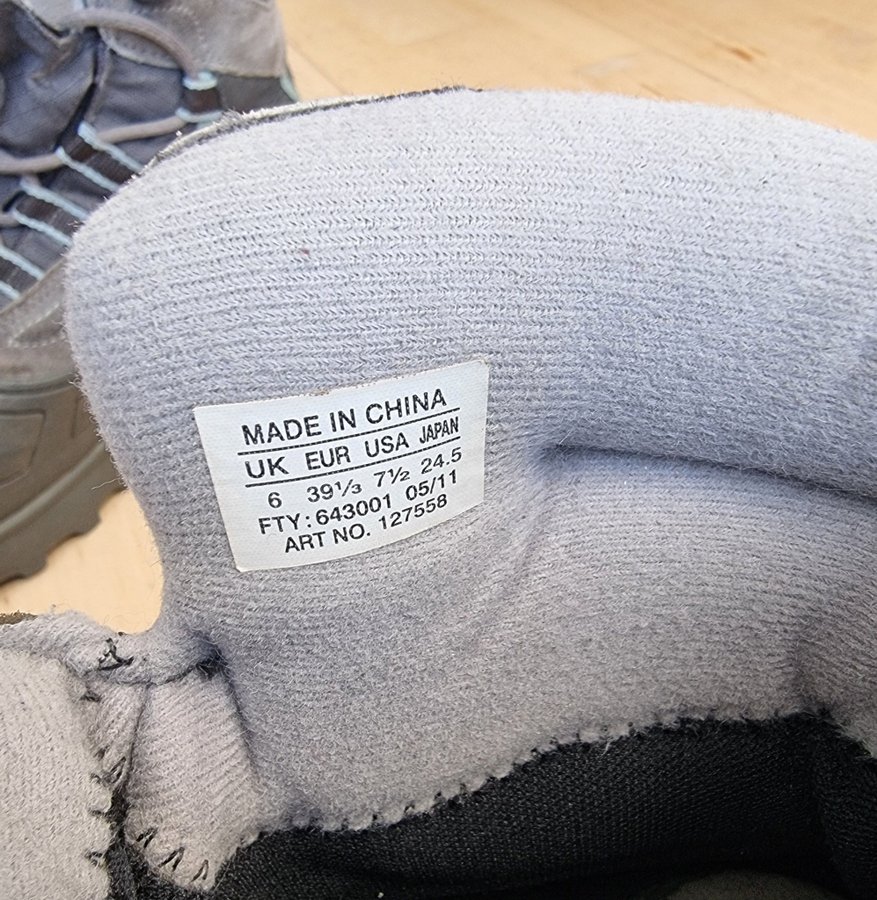 MADE IN CHINA
UK EUR USA JAPAN
6 39⅓ 7½ 24.5
FTY: 643001 05/11
ART NO. 127558